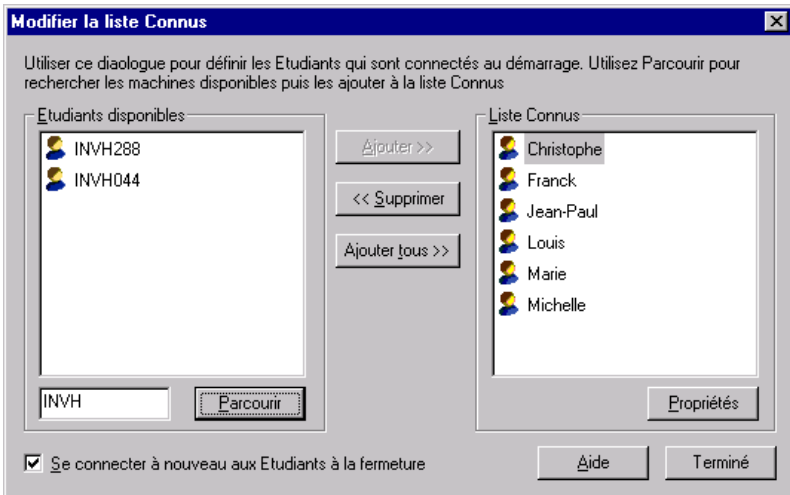 Modifier la liste Connus
Utiliser ce diaologue pour définir les Etudiants qui sont connectés au démarrage. Utilisez Parcourir pour
rechercher les machines disponibles puis les ajouter à la liste Connus
Etudiants disponibles
INVH288
INVH044
INVH
Parcourir
Ajouter >>
<< Supprimer
Ajouter tous >>
Liste Connus
Christophe
Franck
Jean-Paul
Louis
Marie
Michelle
Propriétés
Se connecter à nouveau aux Etudiants à la fermeture
Aide
Terminé